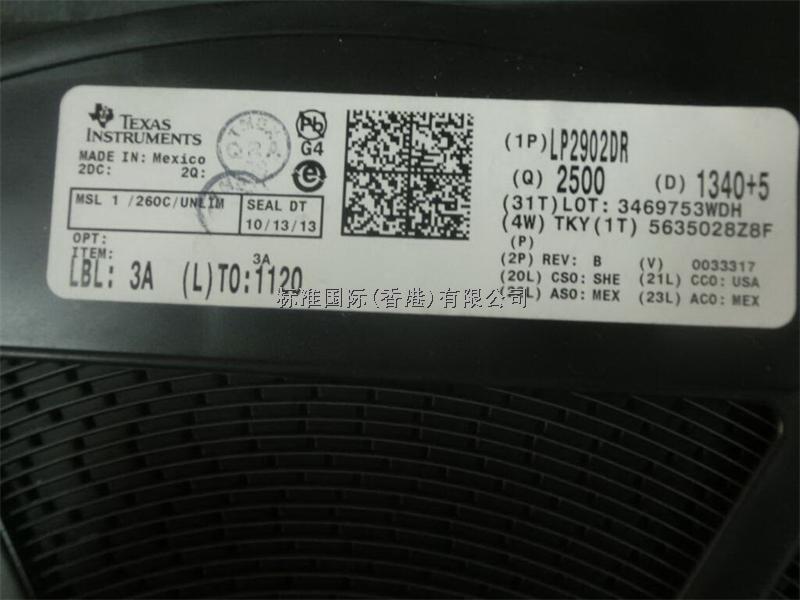 TEXAS
INSTRUMENTS
MADE IN: Mexico
2DC: 2Q:
MSL 1 /260C/UNLIM
SEAL DT
10/13/13
OPT:
ITEM:
3A
LBL: 3A (L)TO:1120
Pb
G4
e
(1P)LP2902DR
(Q) 2500 (D) 1340+5
(31T)LOT: 3469753WDH
(4W) TKY(1T) 5635028Z8F
(P)
(2P) REV: B (V) 0033317
(20L) CSO: SHE (21L) CCO: USA
(22L) ASO: MEX (23L) ACO: MEX
标准国际(香港)有限公司